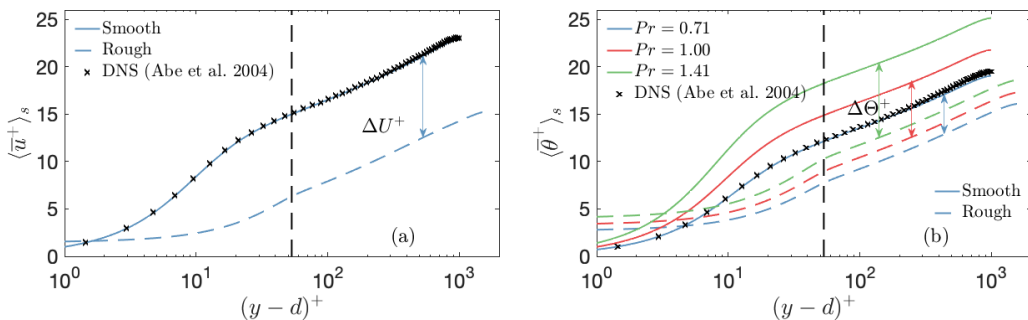 25
20
15
10
5
0
⟨u̅⁺⟩ₛ
Smooth
Rough
DNS (Abe et al. 2004)
ΔU⁺
(a)
10⁰ 10¹ 10² 10³
(y − d)⁺
25
20
15
10
5
0
⟨θ̅⁺⟩ₛ
Pr = 0.71
Pr = 1.00
Pr = 1.41
DNS (Abe et al. 2004)
ΔΘ⁺
Smooth
Rough
(b)
10⁰ 10¹ 10² 10³
(y − d)⁺